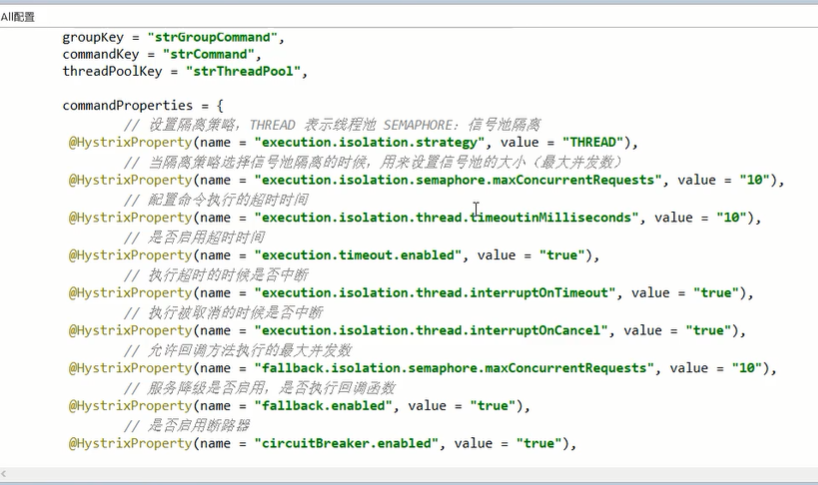 All配置
groupKey = "strGroupCommand",
commandKey = "strCommand",
threadPoolKey = "strThreadPool",
commandProperties = {
// 设置隔离策略，THREAD 表示线程池 SEMAPHORE：信号池隔离
@HystrixProperty(name = "execution.isolation.strategy", value = "THREAD"),
// 当隔离策略选择信号池隔离的时候，用来设置信号池的大小（最大并发数）
@HystrixProperty(name = "execution.isolation.semaphore.maxConcurrentRequests", value = "10"),
// 配置命令执行的超时时间
@HystrixProperty(name = "execution.isolation.thread.timeoutinMilliseconds", value = "10"),
// 是否启用超时时间
@HystrixProperty(name = "execution.timeout.enabled", value = "true"),
// 执行超时的时候是否中断
@HystrixProperty(name = "execution.isolation.thread.interruptOnTimeout", value = "true"),
// 执行被取消的时候是否中断
@HystrixProperty(name = "execution.isolation.thread.interruptOnCancel", value = "true"),
// 允许回调方法执行的最大并发数
@HystrixProperty(name = "fallback.isolation.semaphore.maxConcurrentRequests", value = "10"),
// 服务降级是否启用，是否执行回调函数
@HystrixProperty(name = "fallback.enabled", value = "true"),
// 是否启用断路器
@HystrixProperty(name = "circuitBreaker.enabled", value = "true"),